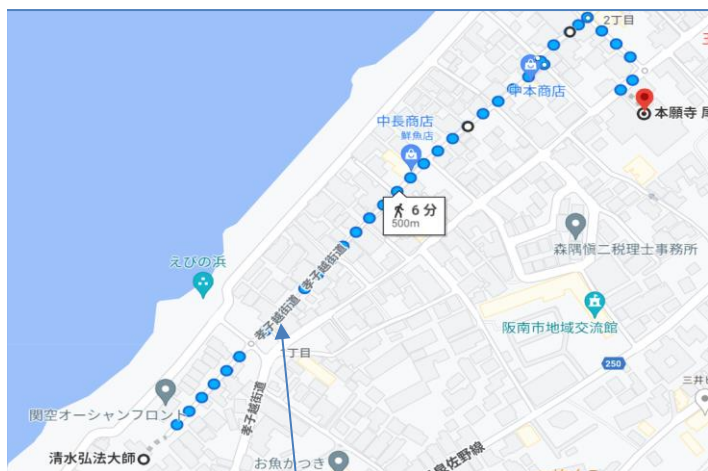 2丁目
中本商店
本願寺 尾
中長商店
鮮魚店
6 分
500m
森隅愼二税理士事務所
えびの浜
孝子越街道
孝子越街道
阪南市地域交流館
丁目
250
三井
関空オーシャンフロント
孝子越街道
清水弘法大師
お魚かつき
泉佐野線